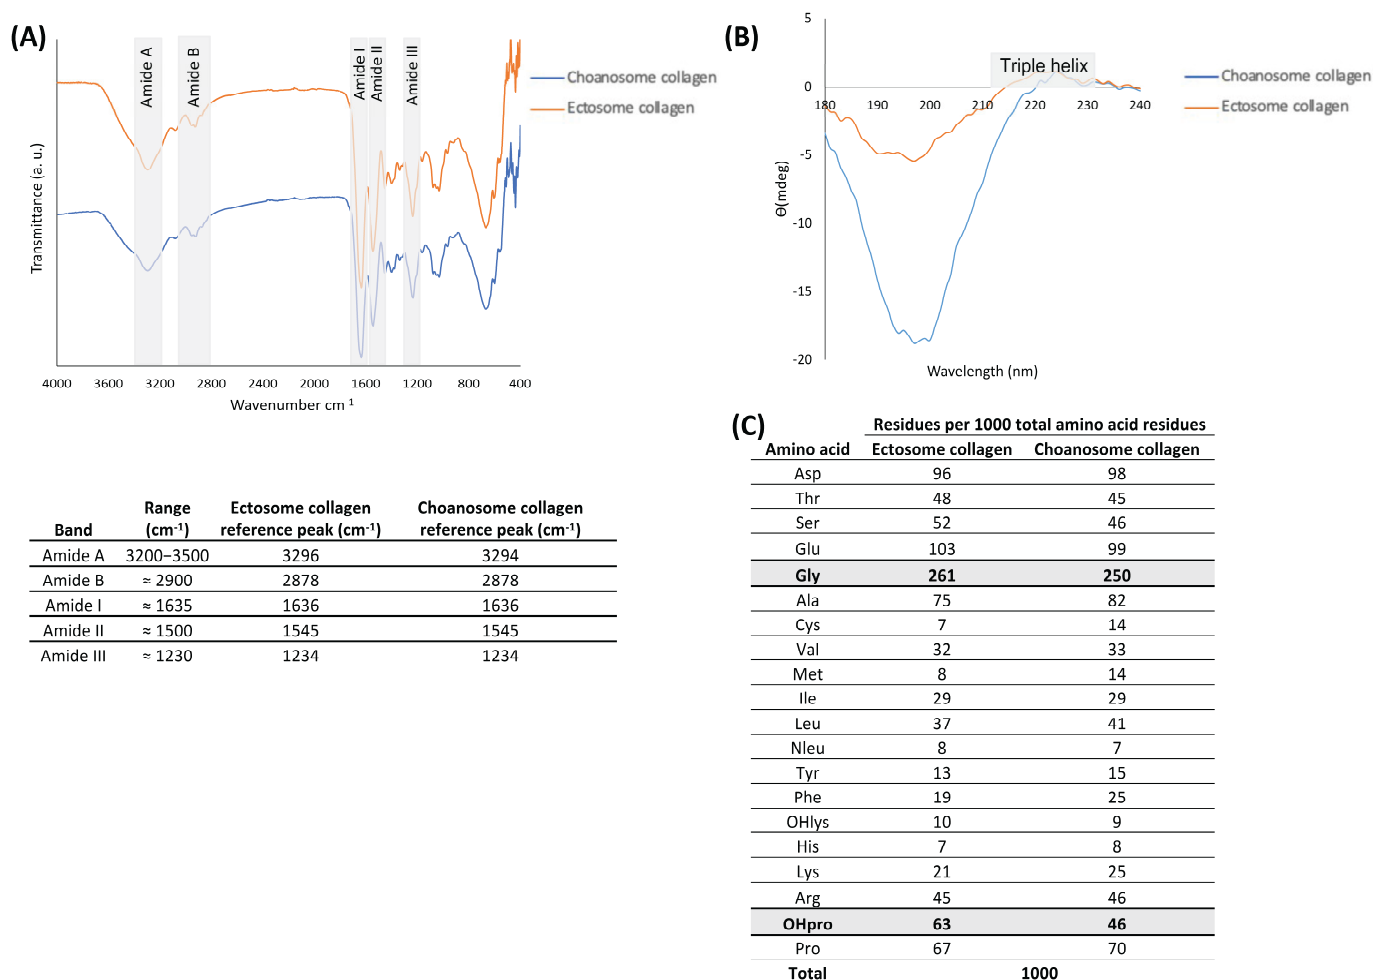 (A)
Amide A
Amide B
Amide I
Amide II
Amide III
Choanosome collagen
Ectosome collagen
Transmittance (a. u.)
4000 3600 3200 2800 2400 2000 1600 1200 800 400
Wavenumber cm -1
Band Range (cm-1) Ectosome collagen reference peak (cm-1) Choanosome collagen reference peak (cm-1)
Amide A 3200–3500 3296 3294
Amide B ≈ 2900 2878 2878
Amide I ≈ 1635 1636 1636
Amide II ≈ 1500 1545 1545
Amide III ≈ 1230 1234 1234
(B)
5
0
-5
-10
-15
-20
Θ(mdeg)
Triple helix
180 190 200 210 220 230 240
Wavelength (nm)
Choanosome collagen
Ectosome collagen
(C)
Residues per 1000 total amino acid residues
Amino acid Ectosome collagen Choanosome collagen
Asp 96 98
Thr 48 45
Ser 52 46
Glu 103 99
Gly 261 250
Ala 75 82
Cys 7 14
Val 32 33
Met 8 14
Ile 29 29
Leu 37 41
Nleu 8 7
Tyr 13 15
Phe 19 25
OHlys 10 9
His 7 8
Lys 21 25
Arg 45 46
OHpro 63 46
Pro 67 70
Total 1000